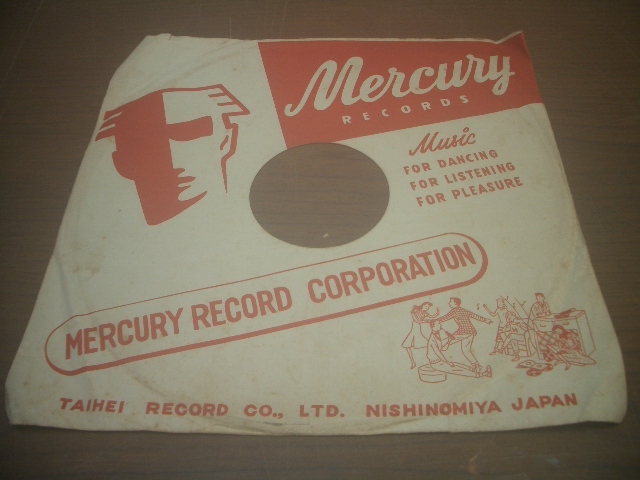 Mercury
RECORDS
Music
FOR DANCING
FOR LISTENING
FOR PLEASURE
MERCURY RECORD CORPORATION
TAIHEI RECORD CO., LTD. NISHINOMIYA JAPAN